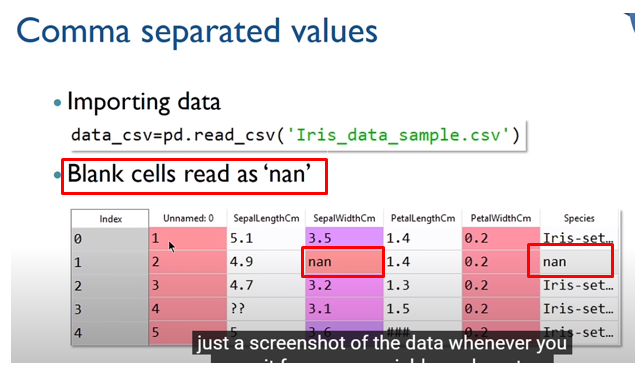 Comma separated values
• Importing data
data_csv=pd.read_csv('Iris_data_sample.csv')
• Blank cells read as ‘nan’
Index Unnamed: 0 SepalLengthCm SepalWidthCm PetalLengthCm PetalWidthCm Species
0 1 5.1 3.5 1.4 0.2 Iris-set…
1 2 4.9 nan 1.4 0.2 nan
2 3 4.7 3.2 1.3 0.2 Iris-set…
3 4 ?? 3.1 1.5 0.2 Iris-set…
4 5 5 3.6 ### 0.2 Iris-set…
just a screenshot of the data whenever you